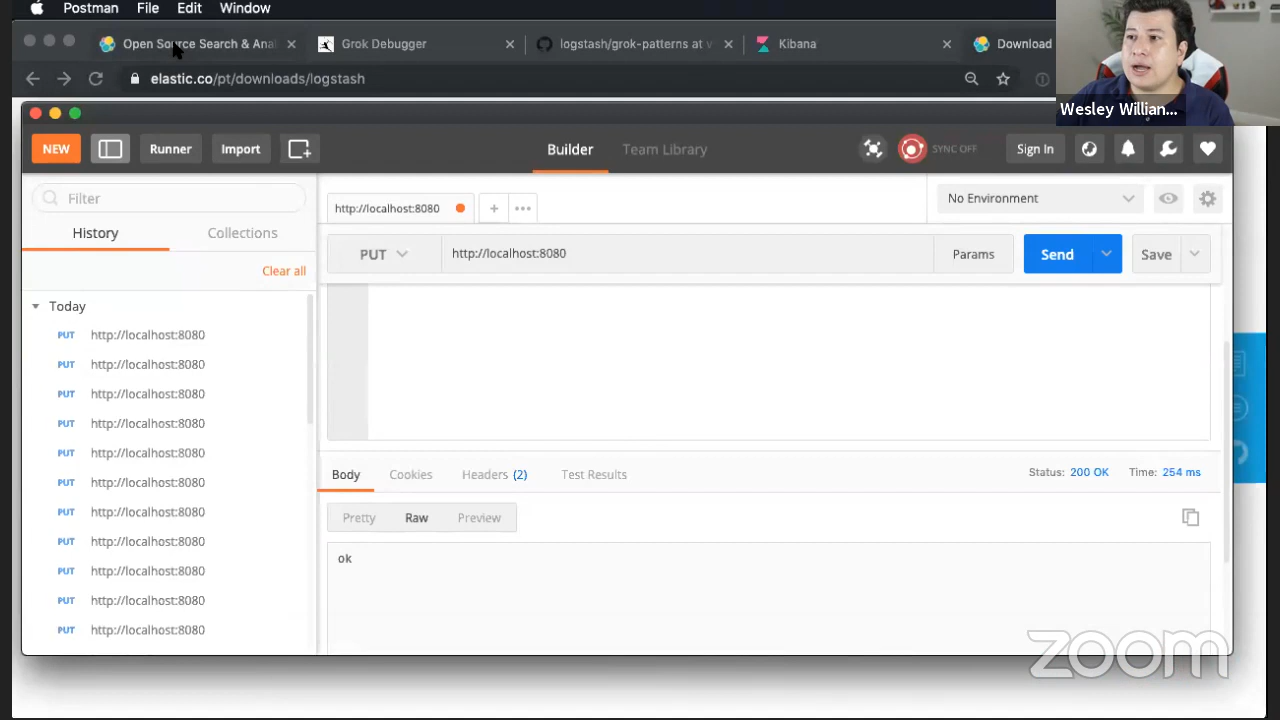 Postman File Edit Window
Open Source Search & Ana
Grok Debugger
logstash/grok-patterns at v
Kibana
Download
elastic.co/pt/downloads/logstash
Wesley Willian...
NEW
Runner
Import
Builder
Team Library
SYNC OFF
Sign In
Filter
http://localhost:8080
No Environment
History
Collections
PUT
http://localhost:8080
Params
Send
Save
Clear all
Today
PUT http://localhost:8080
PUT http://localhost:8080
PUT http://localhost:8080
PUT http://localhost:8080
PUT http://localhost:8080
PUT http://localhost:8080
PUT http://localhost:8080
PUT http://localhost:8080
PUT http://localhost:8080
PUT http://localhost:8080
PUT http://localhost:8080
Body
Cookies
Headers (2)
Test Results
Status: 200 OK
Time: 254 ms
Pretty
Raw
Preview
ok
zoom